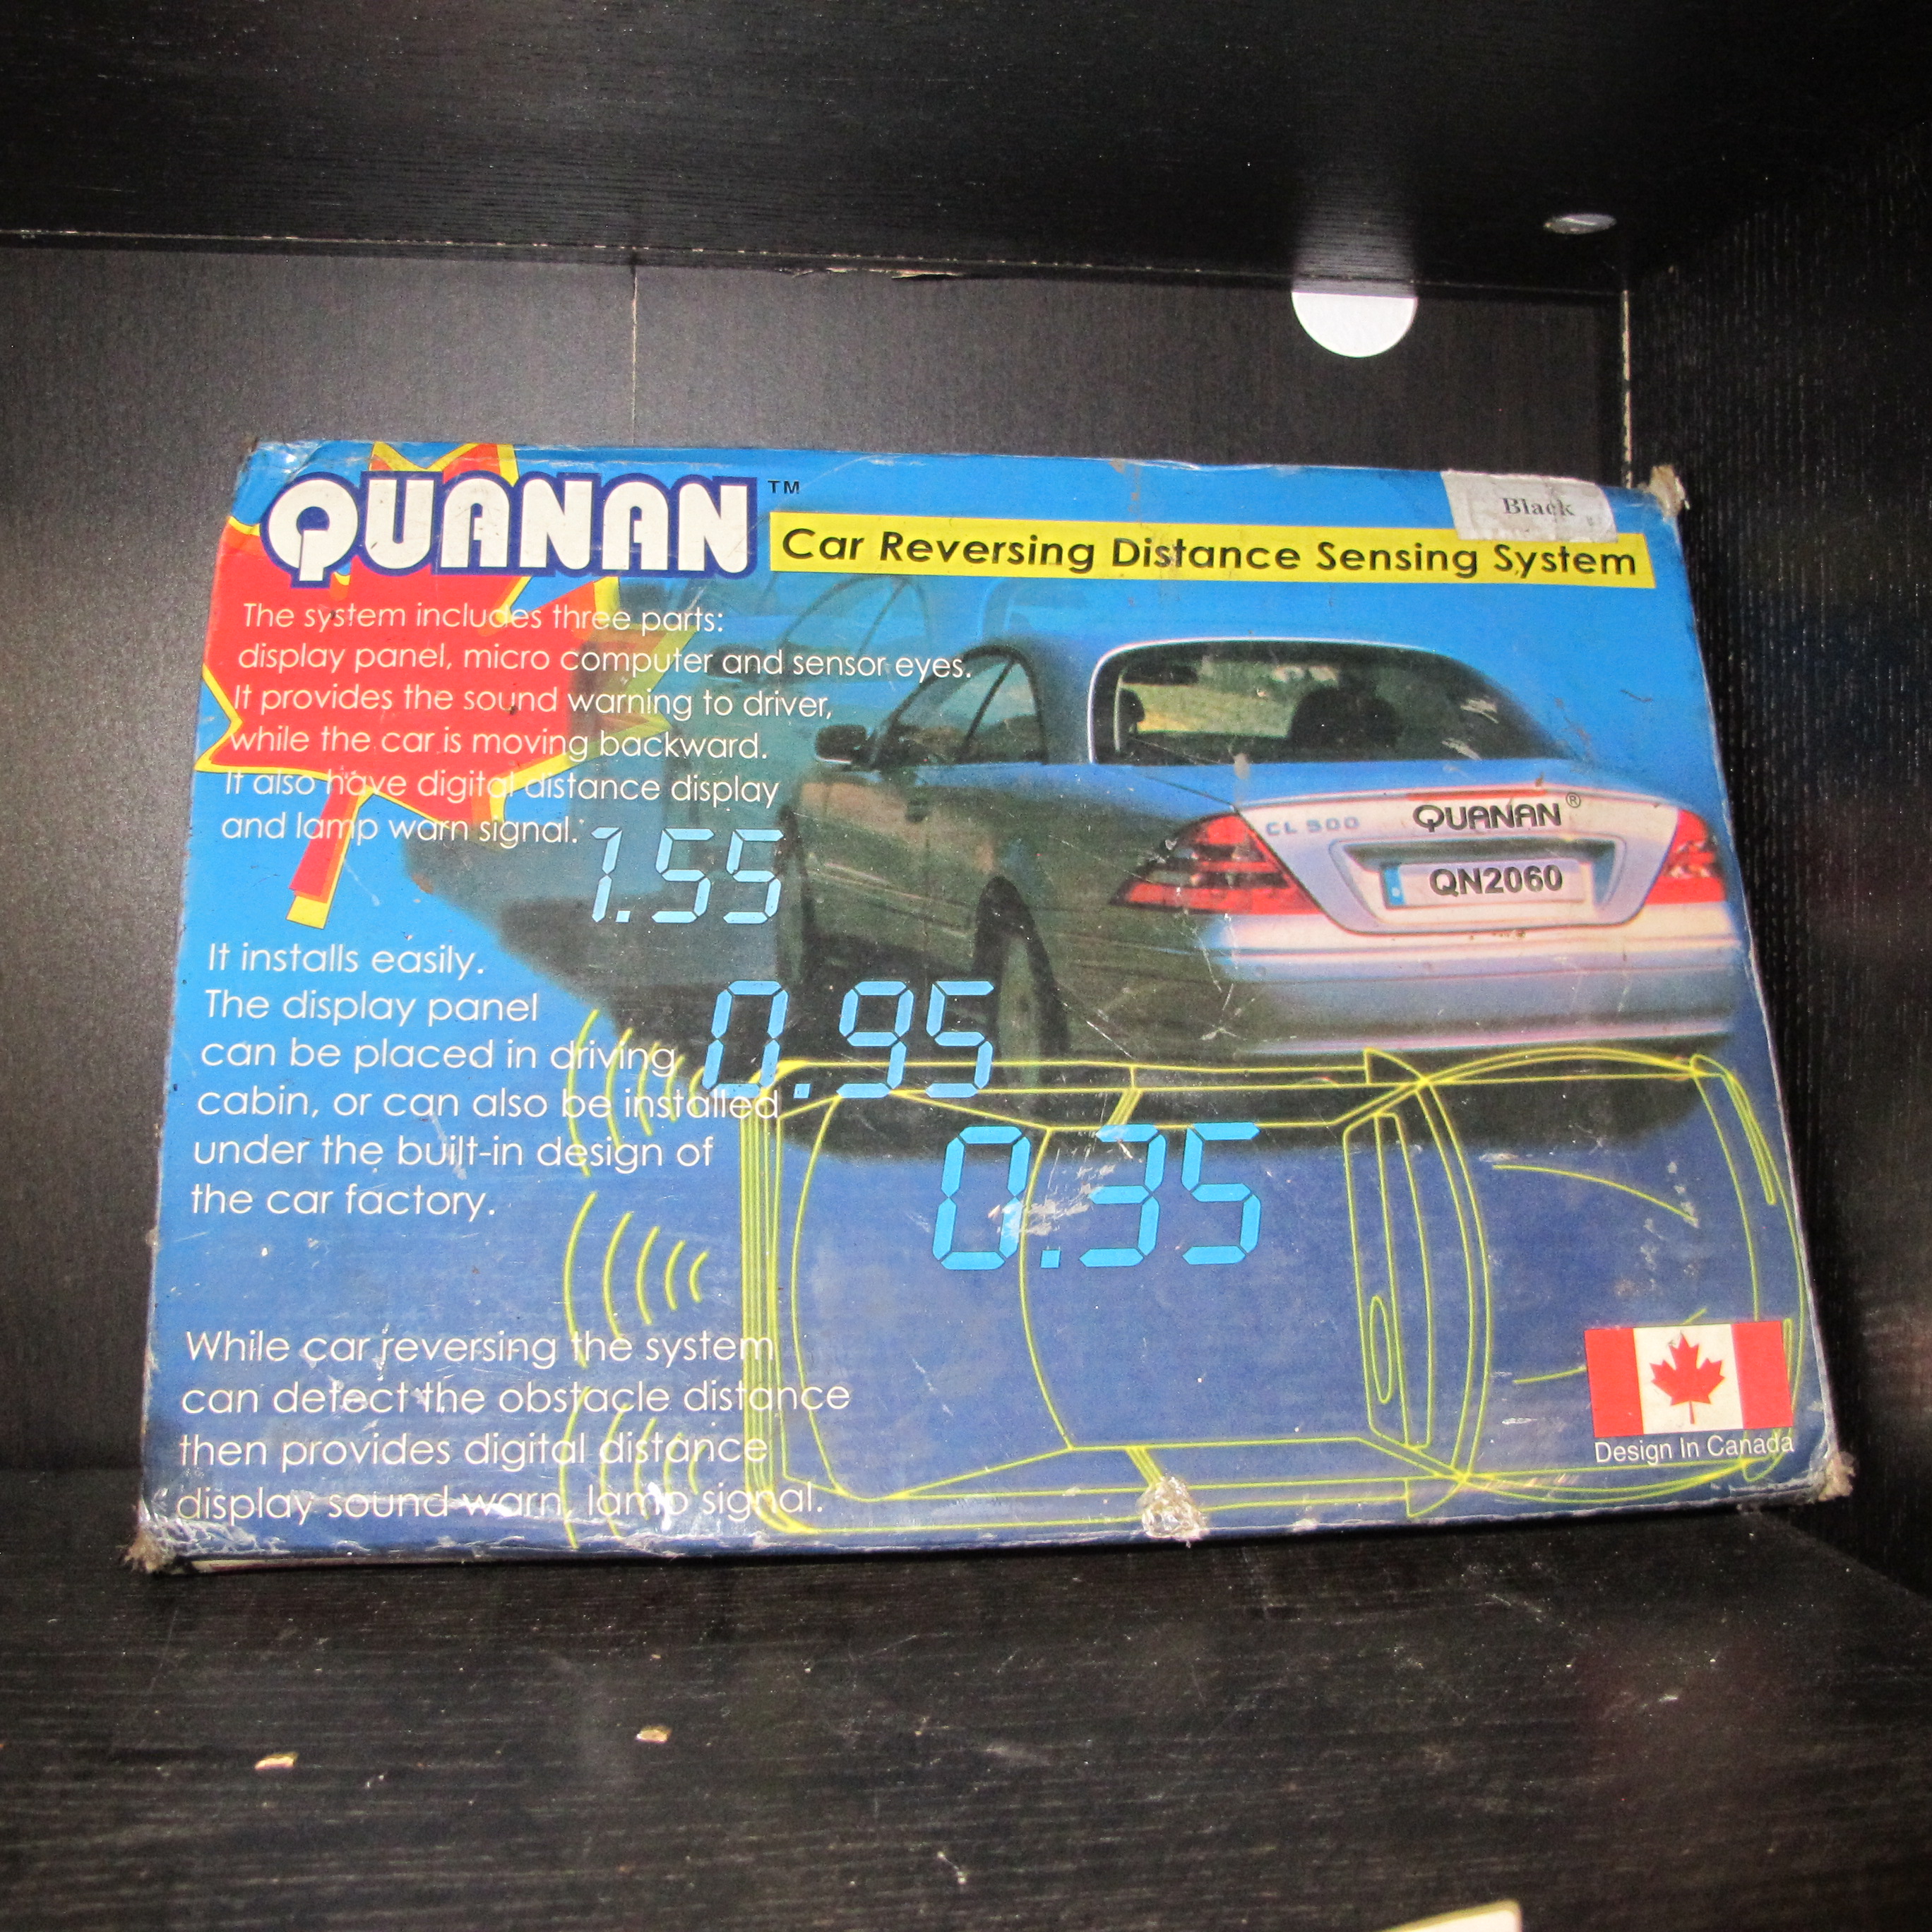 QUANAN™
Black
Car Reversing Distance Sensing System
The system includes three parts:
display panel, micro computer and sensor eyes.
It provides the sound warning to driver,
while the car is moving backward.
It also have digital distance display
and lamp warn signal.
1.55
CL 500
QUANAN®
QN2060
It installs easily.
The display panel
can be placed in driving
cabin, or can also be installed
under the built-in design of
the car factory.
0.95
0.35
While car reversing the system
can detect the obstacle distance
then provides digital distance
display sound warn, lamp signal.
Design In Canada